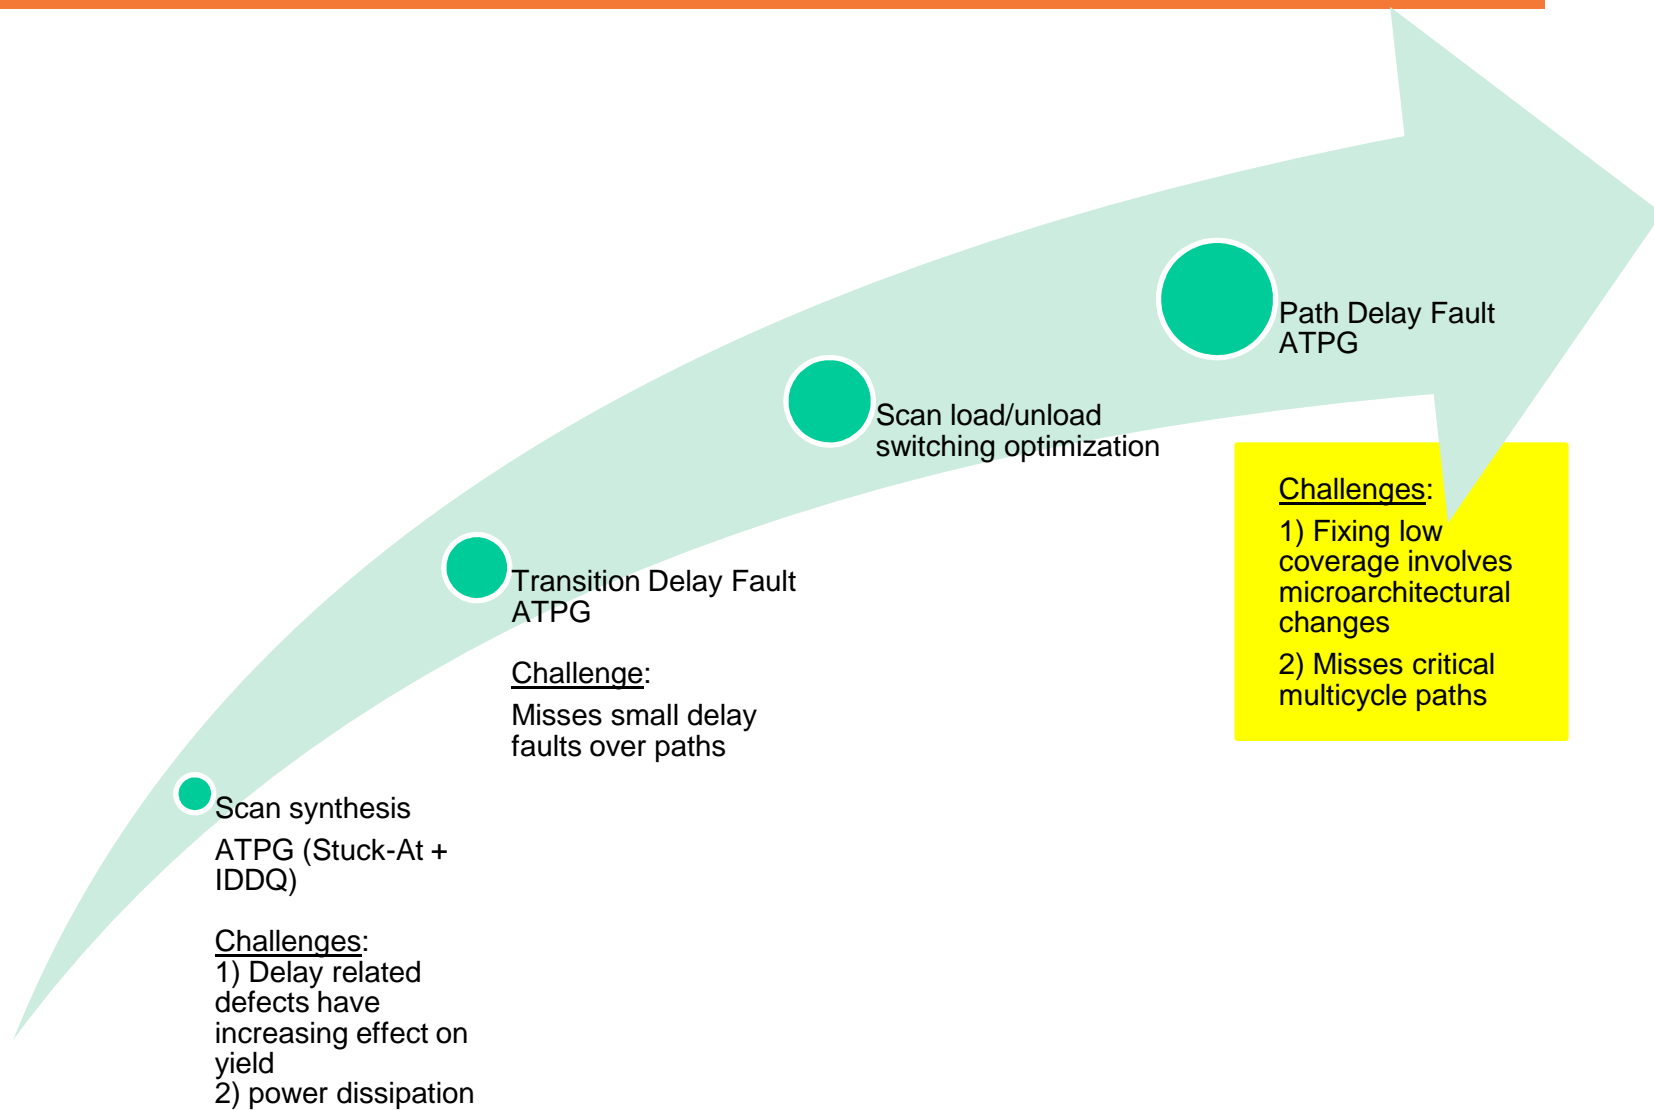 Path Delay Fault
ATPG
Scan load/unload
switching optimization
Challenges:
1) Fixing low
coverage involves
microarchitectural
changes
2) Misses critical
multicycle paths
Transition Delay Fault
ATPG
Challenge:
Misses small delay
faults over paths
Scan synthesis
ATPG (Stuck-At +
IDDQ)
Challenges:
1) Delay related
defects have
increasing effect on
yield
2) power dissipation